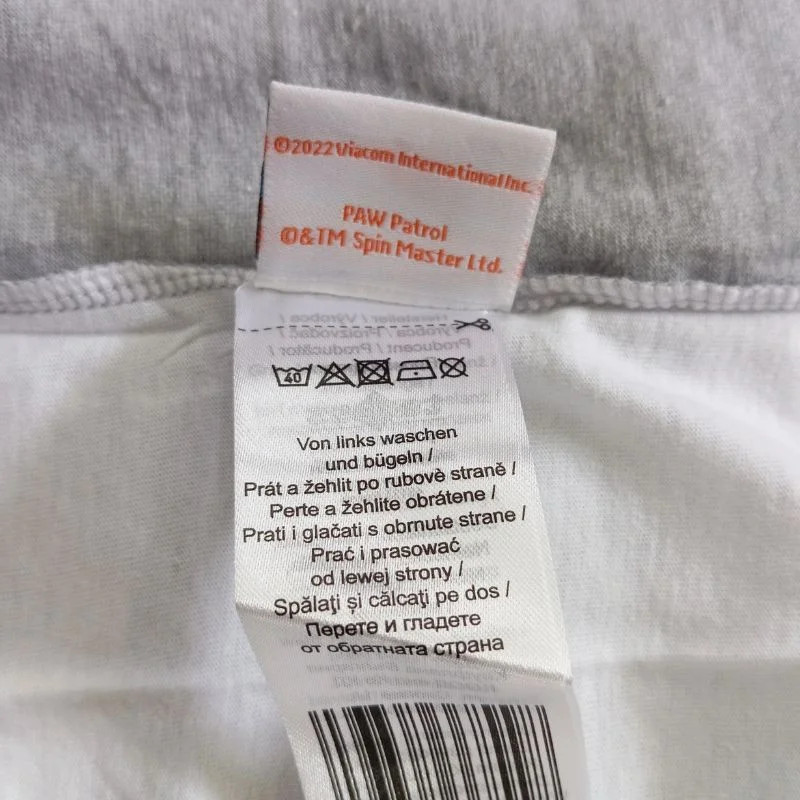 ©2022 Viacom International Inc.
PAW Patrol
©&TM Spin Master Ltd.
40
Von links waschen
und bügeln /
Prát a žehlit po rubovè straně /
Perte a žehlite obrátene /
Prati i glačati s obrnute strane /
Prać i prasować
od lewej strony /
Spălaţi şi călcaţi pe dos /
Перете и гладете
от обратната страна